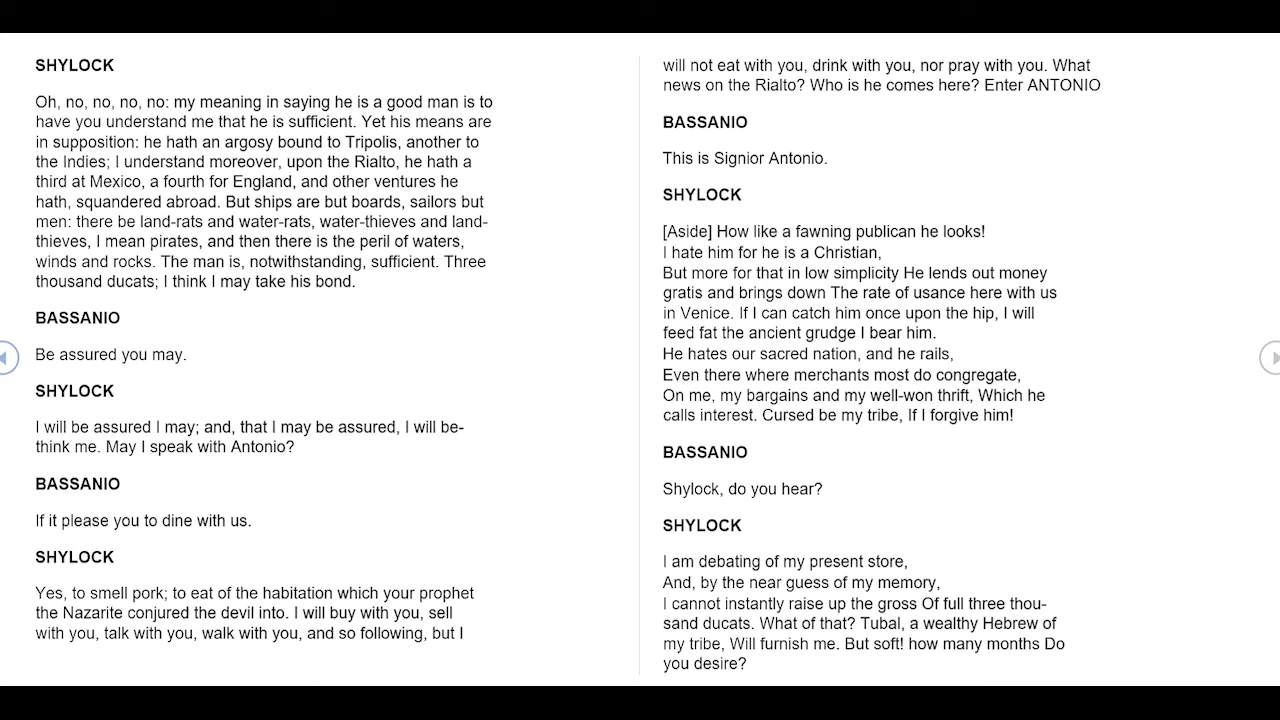 SHYLOCK
Oh, no, no, no, no: my meaning in saying he is a good man is to
have you understand me that he is sufficient. Yet his means are
in supposition: he hath an argosy bound to Tripolis, another to
the Indies; I understand moreover, upon the Rialto, he hath a
third at Mexico, a fourth for England, and other ventures he
hath, squandered abroad. But ships are but boards, sailors but
men: there be land-rats and water-rats, water-thieves and land-
thieves, I mean pirates, and then there is the peril of waters,
winds and rocks. The man is, notwithstanding, sufficient. Three
thousand ducats; I think I may take his bond.
BASSANIO
Be assured you may.
SHYLOCK
I will be assured I may; and, that I may be assured, I will be-
think me. May I speak with Antonio?
BASSANIO
If it please you to dine with us.
SHYLOCK
Yes, to smell pork; to eat of the habitation which your prophet
the Nazarite conjured the devil into. I will buy with you, sell
with you, talk with you, walk with you, and so following, but I
will not eat with you, drink with you, nor pray with you. What
news on the Rialto? Who is he comes here? Enter ANTONIO
BASSANIO
This is Signior Antonio.
SHYLOCK
[Aside] How like a fawning publican he looks!
I hate him for he is a Christian,
But more for that in low simplicity He lends out money
gratis and brings down The rate of usance here with us
in Venice. If I can catch him once upon the hip, I will
feed fat the ancient grudge I bear him.
He hates our sacred nation, and he rails,
Even there where merchants most do congregate,
On me, my bargains and my well-won thrift, Which he
calls interest. Cursed be my tribe, If I forgive him!
BASSANIO
Shylock, do you hear?
SHYLOCK
I am debating of my present store,
And, by the near guess of my memory,
I cannot instantly raise up the gross Of full three thou-
sand ducats. What of that? Tubal, a wealthy Hebrew of
my tribe, Will furnish me. But soft! how many months Do
you desire?